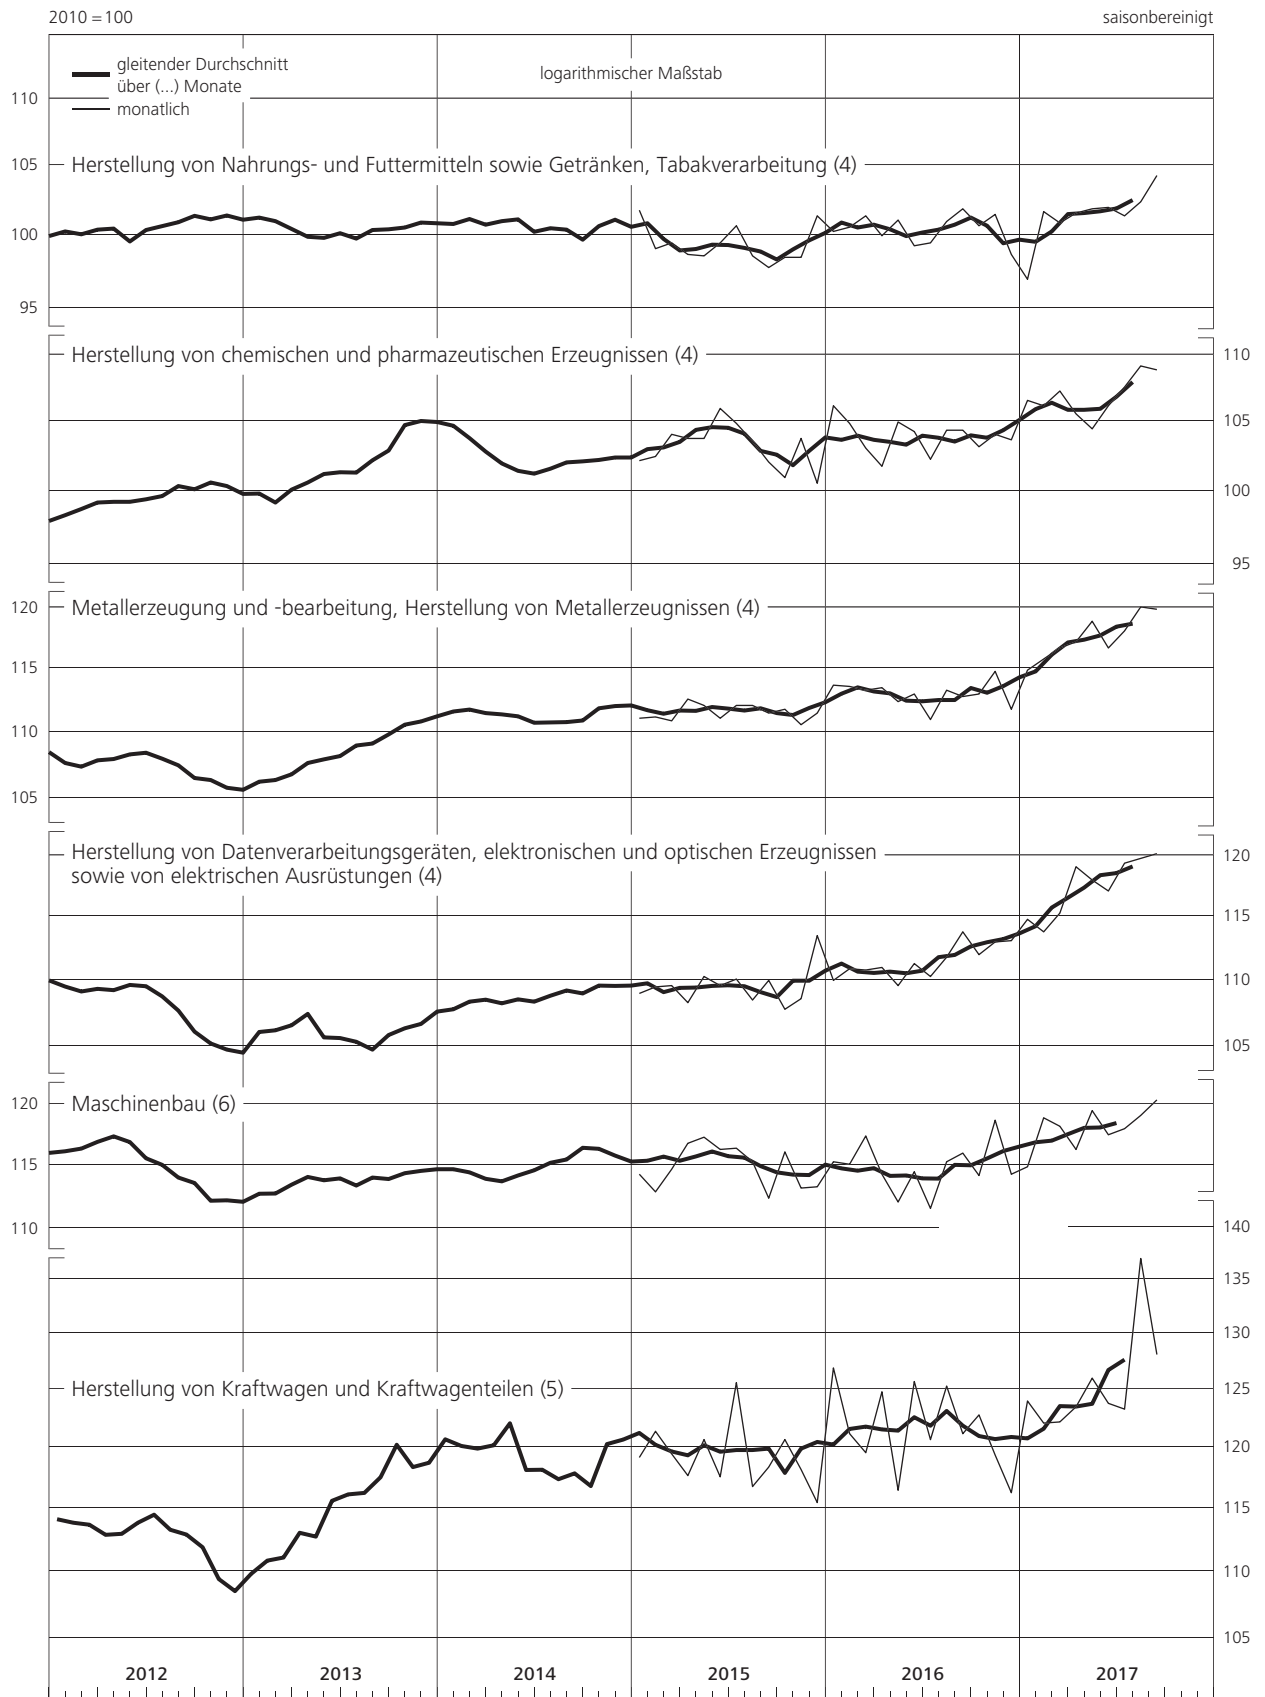 2010 = 100
saisonbereinigt
gleitender Durchschnitt
über (...) Monate
monatlich
logarithmischer Maßstab
110
105
Herstellung von Nahrungs- und Futtermitteln sowie Getränken, Tabakverarbeitung (4)
100
95
Herstellung von chemischen und pharmazeutischen Erzeugnissen (4)
110
105
100
95
120
Metallerzeugung und -bearbeitung, Herstellung von Metallerzeugnissen (4)
115
110
105
Herstellung von Datenverarbeitungsgeräten, elektronischen und optischen Erzeugnissen
sowie von elektrischen Ausrüstungen (4)
120
115
110
105
120
Maschinenbau (6)
115
110
140
135
130
Herstellung von Kraftwagen und Kraftwagenteilen (5)
125
120
115
110
105
2012 2013 2014 2015 2016 2017